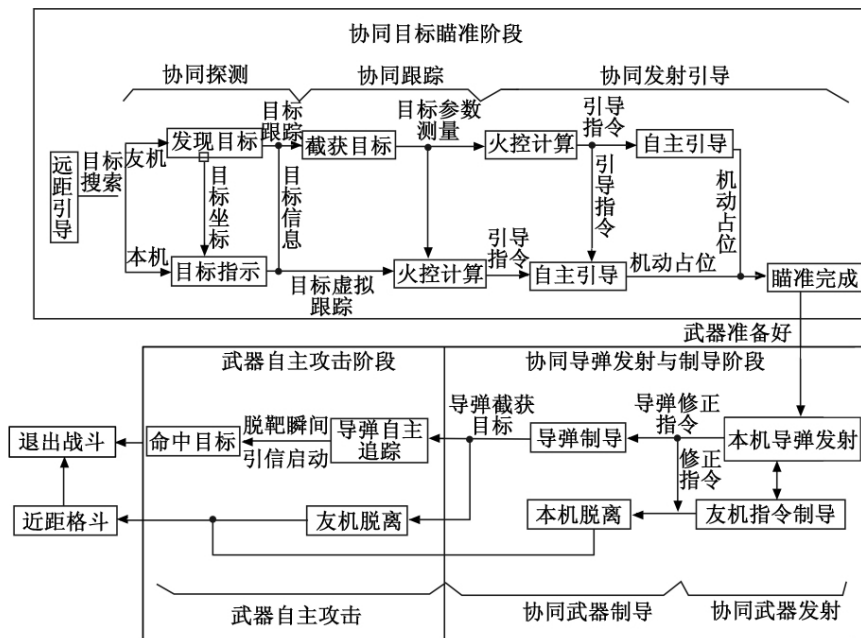 协同目标瞄准阶段
协同探测
协同跟踪
协同发射引导
远距引导
目标
搜索
友机
本机
发现目标
目标
跟踪
截获目标
目标参数
测量
火控计算
引导
指令
自主引导
目标坐标
目标信息
引导指令
机动占位
目标指示
目标虚拟
跟踪
火控计算
引导
指令
自主引导
机动占位
瞄准完成
武器准备好
武器自主攻击阶段
协同导弹发射与制导阶段
退出战斗
命中目标
脱靶瞬间
引信启动
导弹自主
追踪
导弹截获
目标
导弹制导
导弹修正
指令
本机导弹发射
修正
指令
近距格斗
友机脱离
本机脱离
友机指令制导
武器自主攻击
协同武器制导
协同武器发射